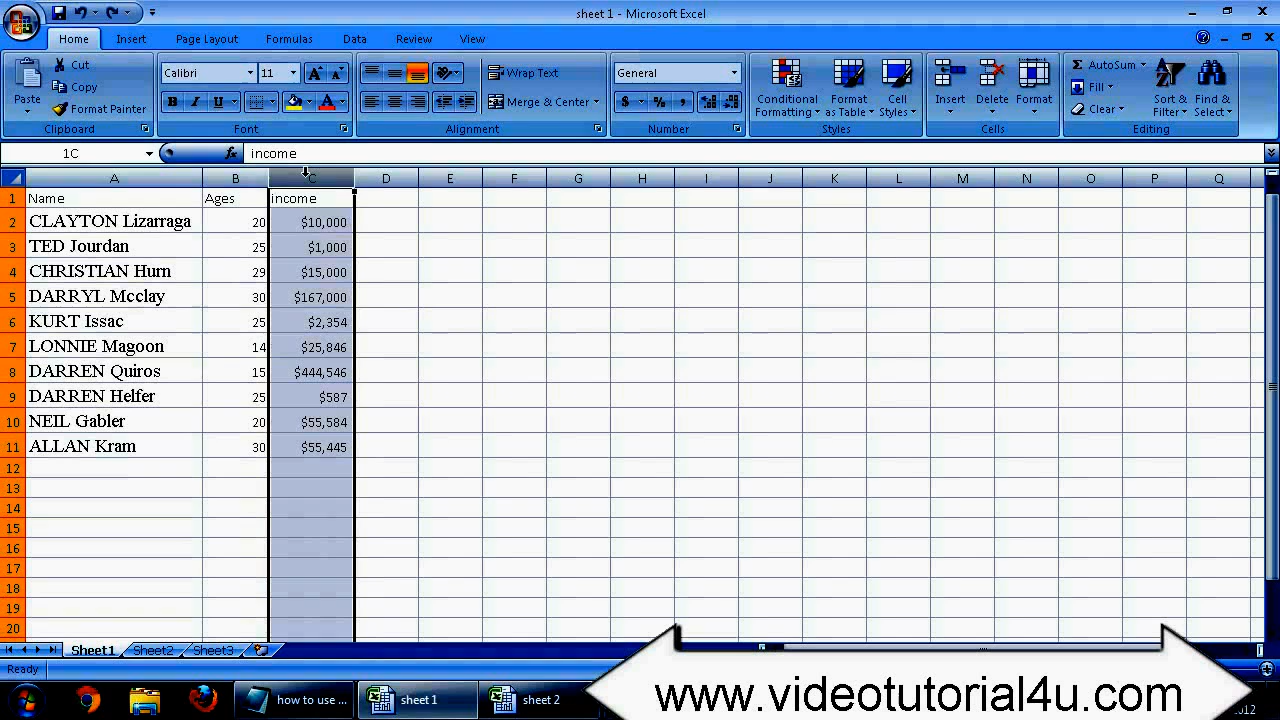 sheet 1 - Microsoft Excel
Home Insert Page Layout Formulas Data Review View
Paste Cut Copy Format Painter
Calibri 11
B I U
Wrap Text
Merge & Center
General
$ % ,
Conditional Formatting
Format as Table
Cell Styles
Insert Delete Format
Σ AutoSum
Fill
Clear
Sort & Filter
Find & Select
Clipboard Font Alignment Number Styles Cells Editing
1C fx income
A B C D E F G H I J K L M N O P Q
1 Name Ages income
2 CLAYTON Lizarraga 20 $10,000
3 TED Jourdan 25 $1,000
4 CHRISTIAN Hurn 29 $15,000
5 DARRYL Mcclay 30 $167,000
6 KURT Issac 25 $2,354
7 LONNIE Magoon 14 $25,846
8 DARREN Quiros 15 $444,546
9 DARREN Helfer 25 $587
10 NEIL Gabler 20 $55,584
11 ALLAN Kram 30 $55,445
12
13
14
15
16
17
18
19
20
Sheet1 Sheet2 Sheet3
Ready
how to use ... sheet 1 sheet 2
www.videotutorial4u.com
2012